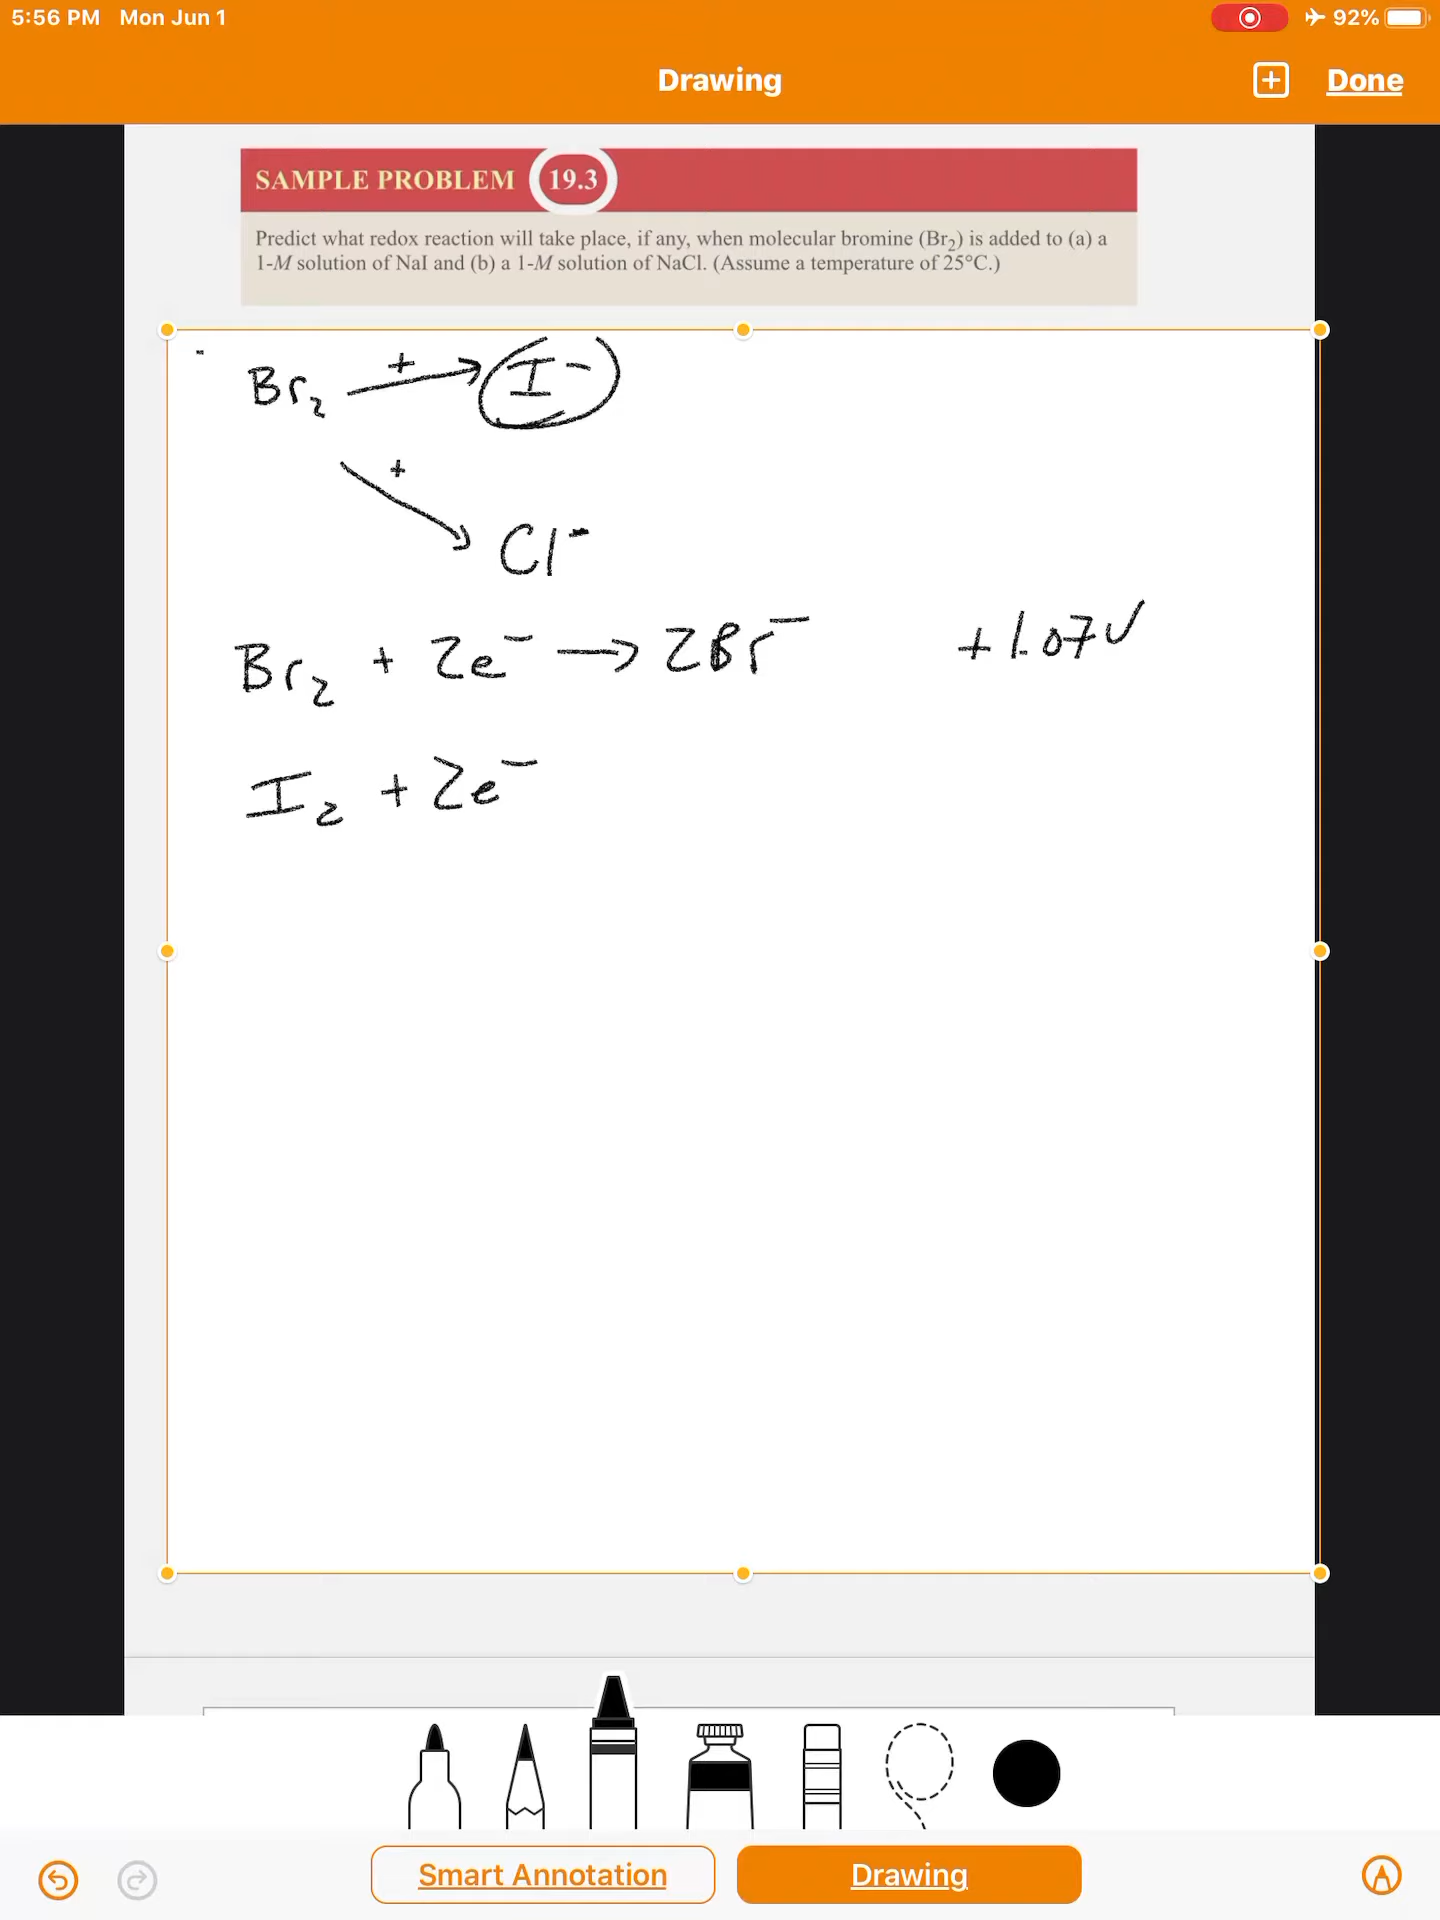 5:56 PM Mon Jun 1
92%
Drawing
Done
SAMPLE PROBLEM 19.3
Predict what redox reaction will take place, if any, when molecular bromine (Br₂) is added to (a) a
1-M solution of NaI and (b) a 1-M solution of NaCl. (Assume a temperature of 25°C.)
Br₂ + → I⁻
+ → Cl⁻
Br₂ + 2e⁻ → 2Br⁻ +1.07V
I₂ + 2e⁻
Smart Annotation
Drawing